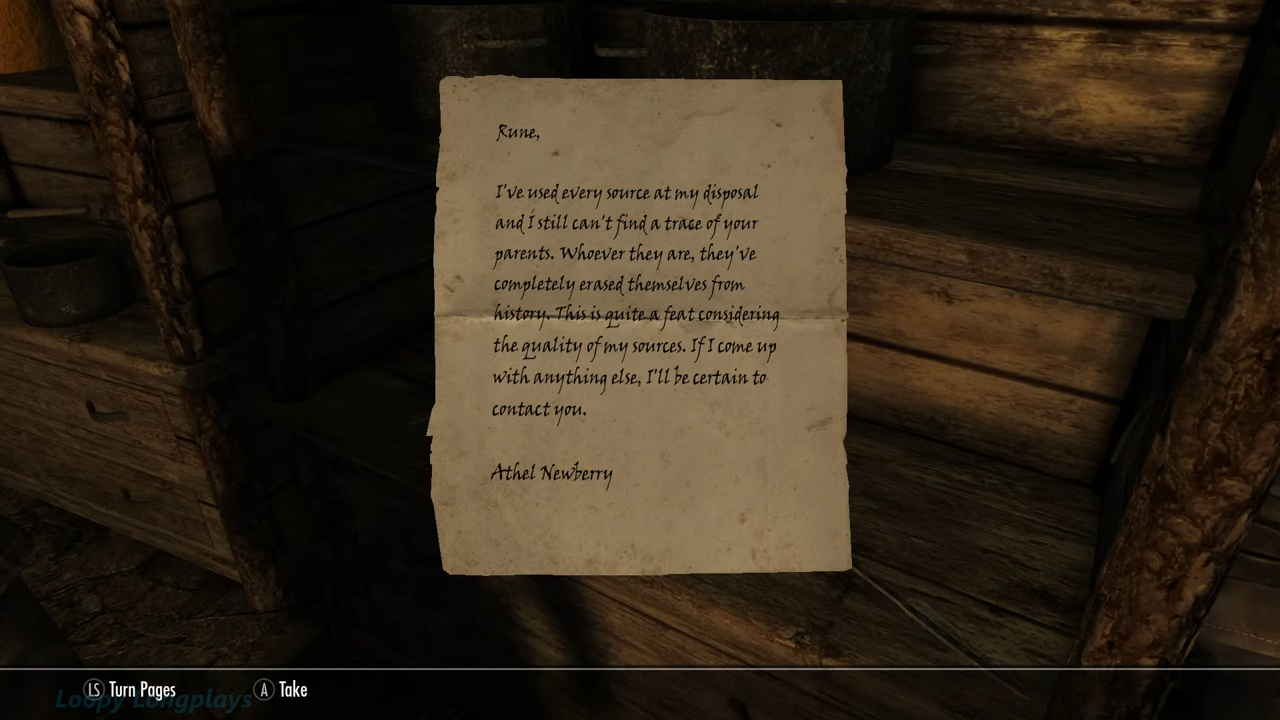 Rune,
I've used every source at my disposal
and I still can't find a trace of your
parents. Whoever they are, they've
completely erased themselves from
history. This is quite a feat considering
the quality of my sources. If I come up
with anything else, I'll be certain to
contact you.
Athel Newberry
LS Turn Pages A Take
Loopy Longplays